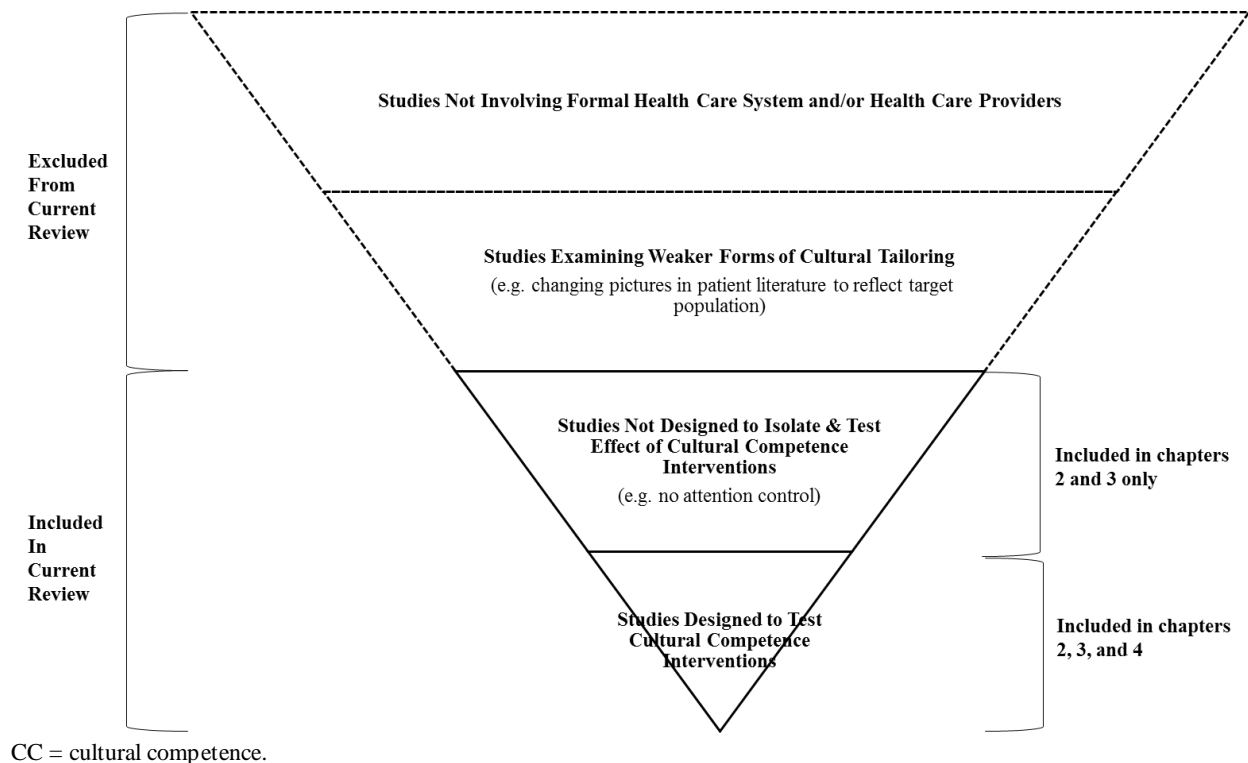 Studies Not Involving Formal Health Care System and/or Health Care Providers
Excluded
From
Current
Review
Studies Examining Weaker Forms of Cultural Tailoring
(e.g. changing pictures in patient literature to reflect target
population)
Studies Not Designed to Isolate & Test
Effect of Cultural Competence
Interventions
(e.g. no attention control)
Included in chapters
2 and 3 only
Included
In
Current
Review
Studies Designed to Test
Cultural Competence
Interventions
Included in chapters
2, 3, and 4
CC = cultural competence.